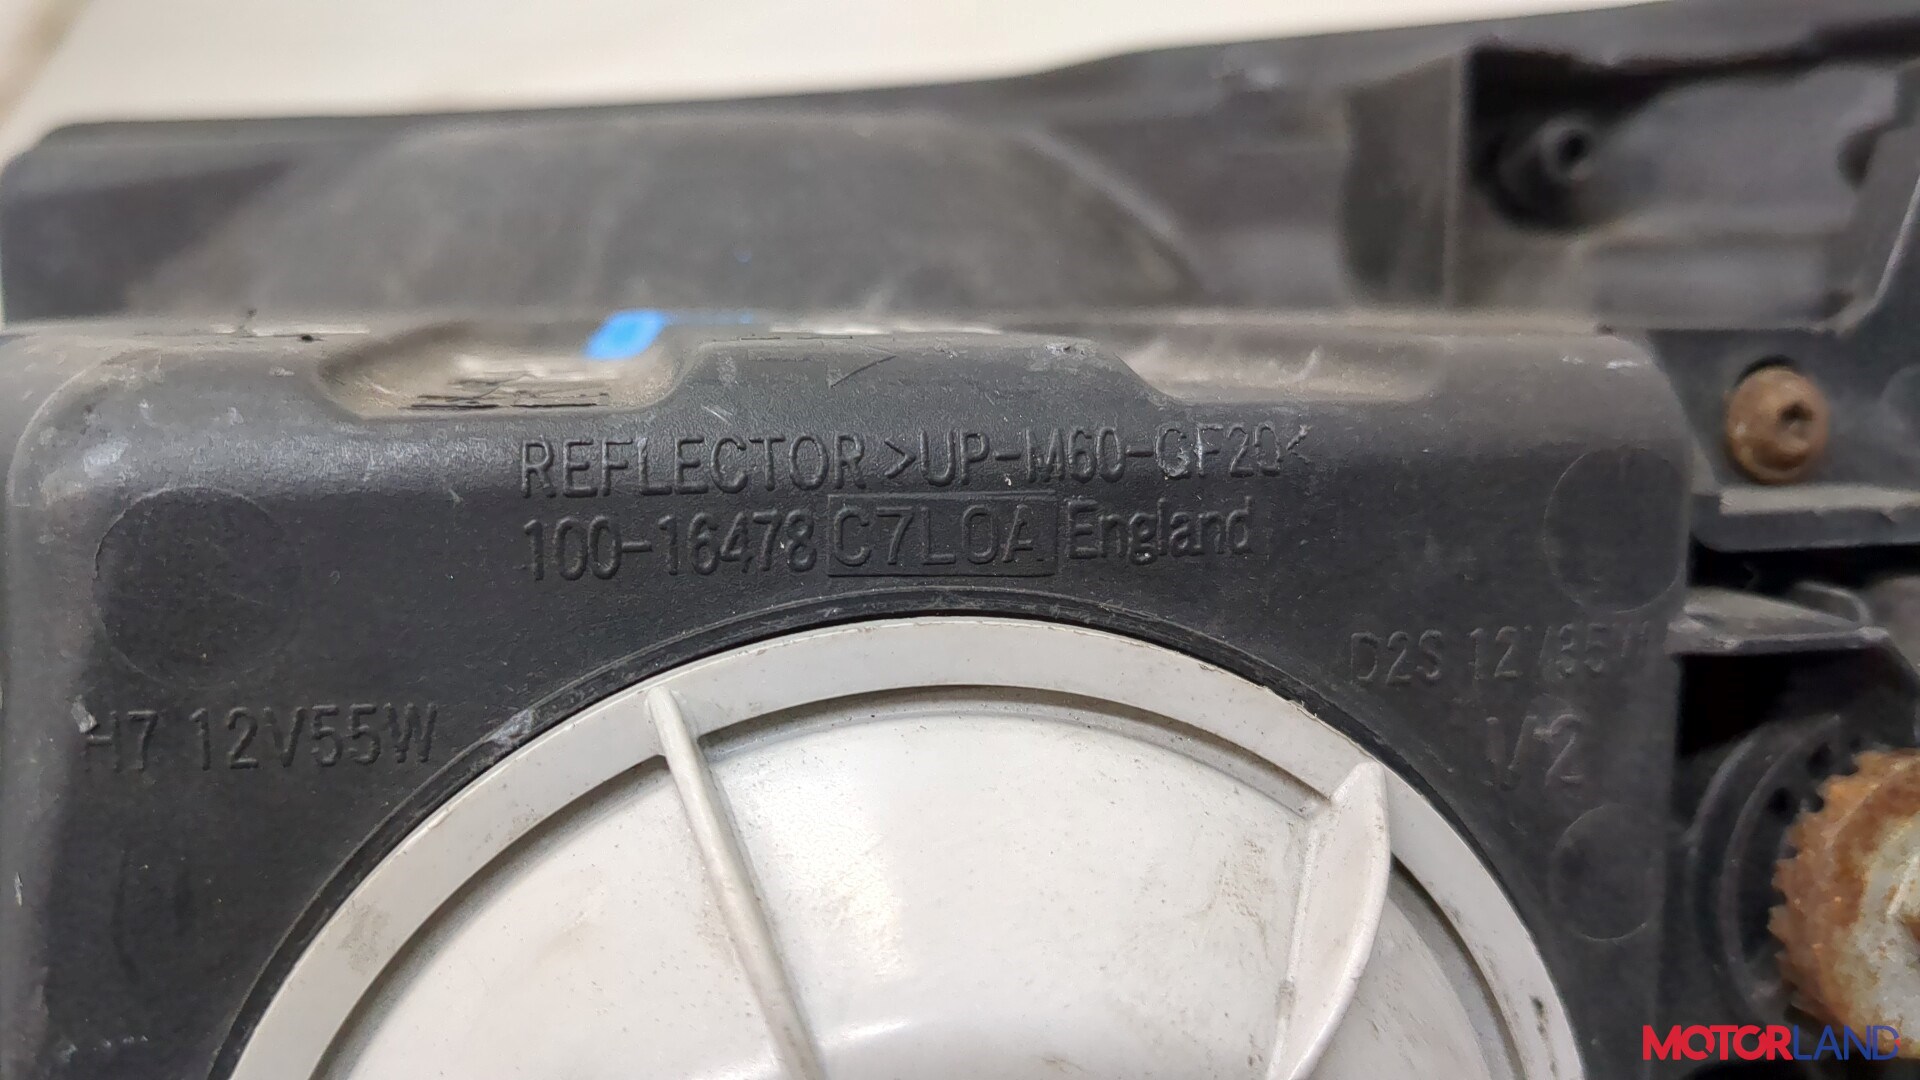 REFLECTOR >UP-M60-GF20<
100-16478 C7L0A England
D2S 12V35W
H7 12V55W
1/2
MOTORLAND